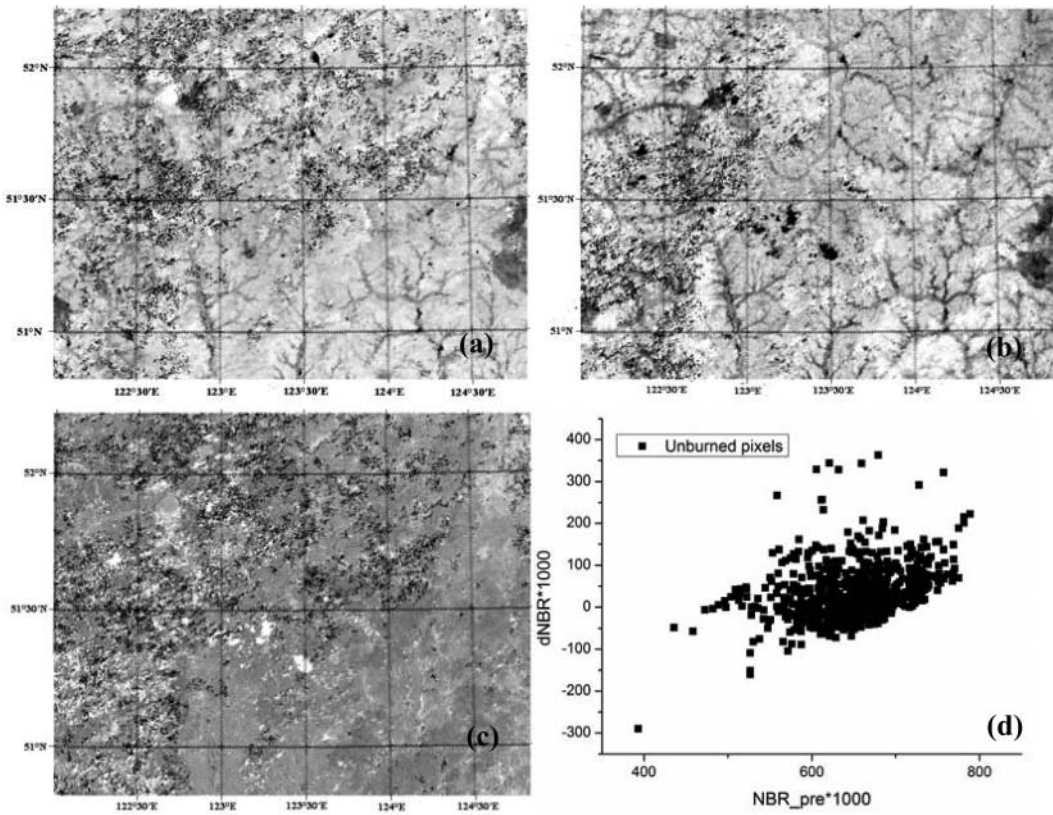 52°N
51°30′N
51°N
(a)
122°30′E
123°E
123°30′E
124°E
124°30′E
52°N
51°30′N
51°N
(b)
122°30′E
123°E
123°30′E
124°E
124°30′E
52°N
51°30′N
51°N
(c)
122°30′E
123°E
123°30′E
124°E
124°30′E
Unburned pixels
400
300
200
100
0
-100
-200
-300
dNBR*1000
(d)
400
600
800
NBR_pre*1000